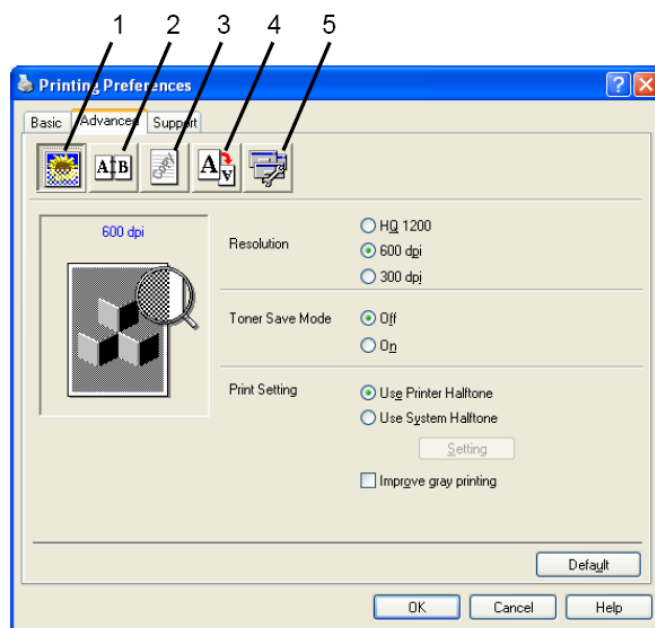 1 2 3 4 5
Printing Preferences
Basic Advanced Support
A B A A
600 dpi
Resolution
HQ 1200
600 dpi
300 dpi
Toner Save Mode
Off
On
Print Setting
Use Printer Halftone
Use System Halftone
Setting
Improve gray printing
Default
OK Cancel Help